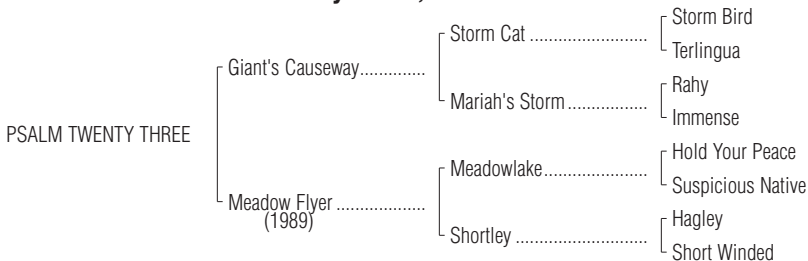 Storm Bird
Storm Cat ........................
Terlingua
Giant's Causeway..............
Rahy
Mariah's Storm.................
Immense
PSALM TWENTY THREE
Hold Your Peace
Meadowlake......................
Suspicious Native
Meadow Flyer ...................
(1989)
Hagley
Shortley ............................
Short Winded